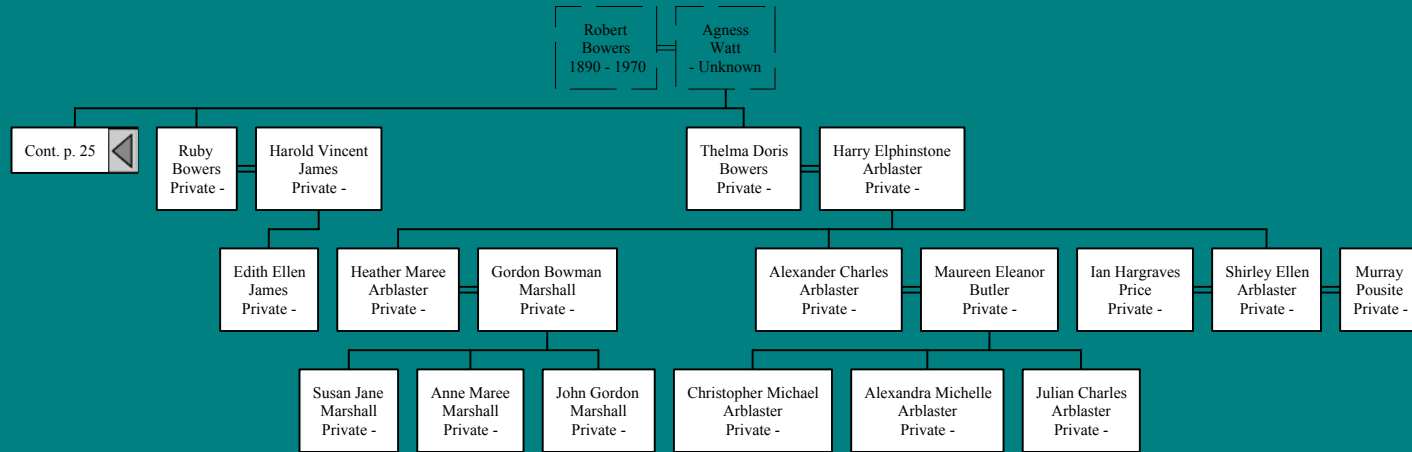 Robert
Bowers
1890 - 1970
Agness
Watt
- Unknown
Cont. p. 25
Ruby
Bowers
Private -
Harold Vincent
James
Private -
Thelma Doris
Bowers
Private -
Harry Elphinstone
Arblaster
Private -
Edith Ellen
James
Private -
Heather Maree
Arblaster
Private -
Gordon Bowman
Marshall
Private -
Alexander Charles
Arblaster
Private -
Maureen Eleanor
Butler
Private -
Ian Hargraves
Price
Private -
Shirley Ellen
Arblaster
Private -
Murray
Pousite
Private -
Susan Jane
Marshall
Private -
Anne Maree
Marshall
Private -
John Gordon
Marshall
Private -
Christopher Michael
Arblaster
Private -
Alexandra Michelle
Arblaster
Private -
Julian Charles
Arblaster
Private -